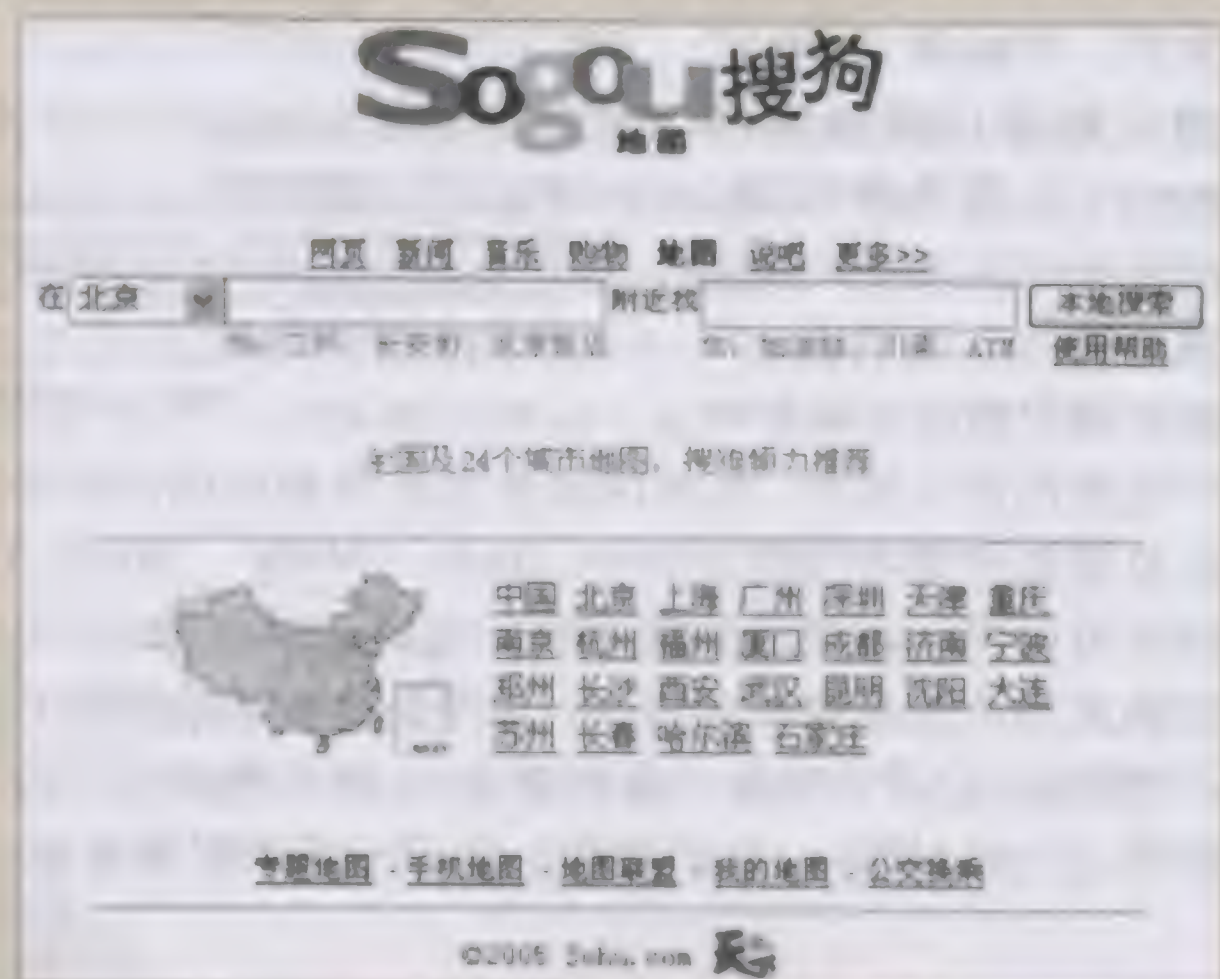 Sogou搜狗
地图
网页 新闻 音乐 购物 地图 说吧 更多>>
在 北京 附近找 本地搜索
ATM 使用帮助
全国及24个城市地图，搜狗倾力推荐
中国 北京 上海 广州 深圳 天津 重庆
南京 杭州 福州 厦门 成都 济南 宁波
郑州 长沙 西安 武汉 昆明 沈阳 大连
苏州 长春 哈尔滨 石家庄
专题地图 - 手机地图 - 地图联盟 - 我的地图 - 公交换乘
Sohu.com